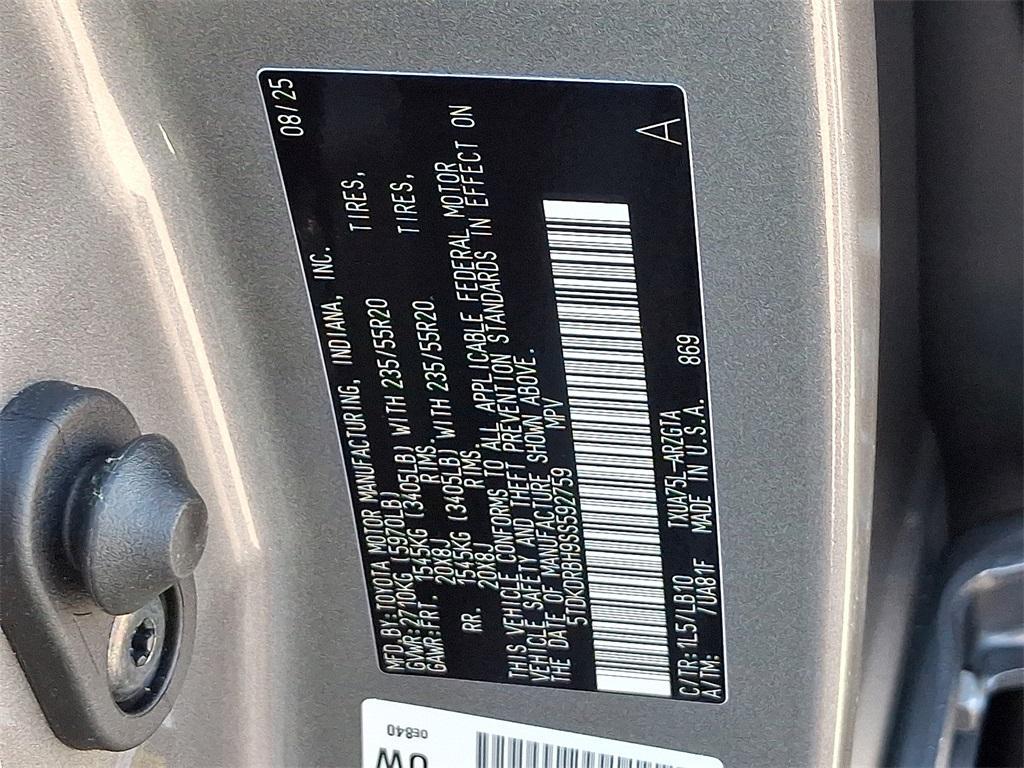 MFD.BY:TOYOTA MOTOR MANUFACTURING, INDIANA, INC. 08/25
GVWR:2710KG (5970LB)
GAWR:FRT. 1545KG (3405LB) WITH 235/55R20 TIRES,
20X8J RIMS.
RR. 1545KG (3405LB) WITH 235/55R20. TIRES,
20X8J RIMS.
THIS VEHICLE CONFORMS TO ALL APPLICABLE FEDERAL MOTOR
VEHICLE SAFETY AND THEFT PREVENTION STANDARDS IN EFFECT ON
THE DATE OF MANUFACTURE SHOWN ABOVE.
5TDKDRBH9SS592759 MPV
A
C/TR:1L5/LB10 TXUA75L-ARZGTA 869
A/TM: /UA81F MADE IN U.S.A.
0E840